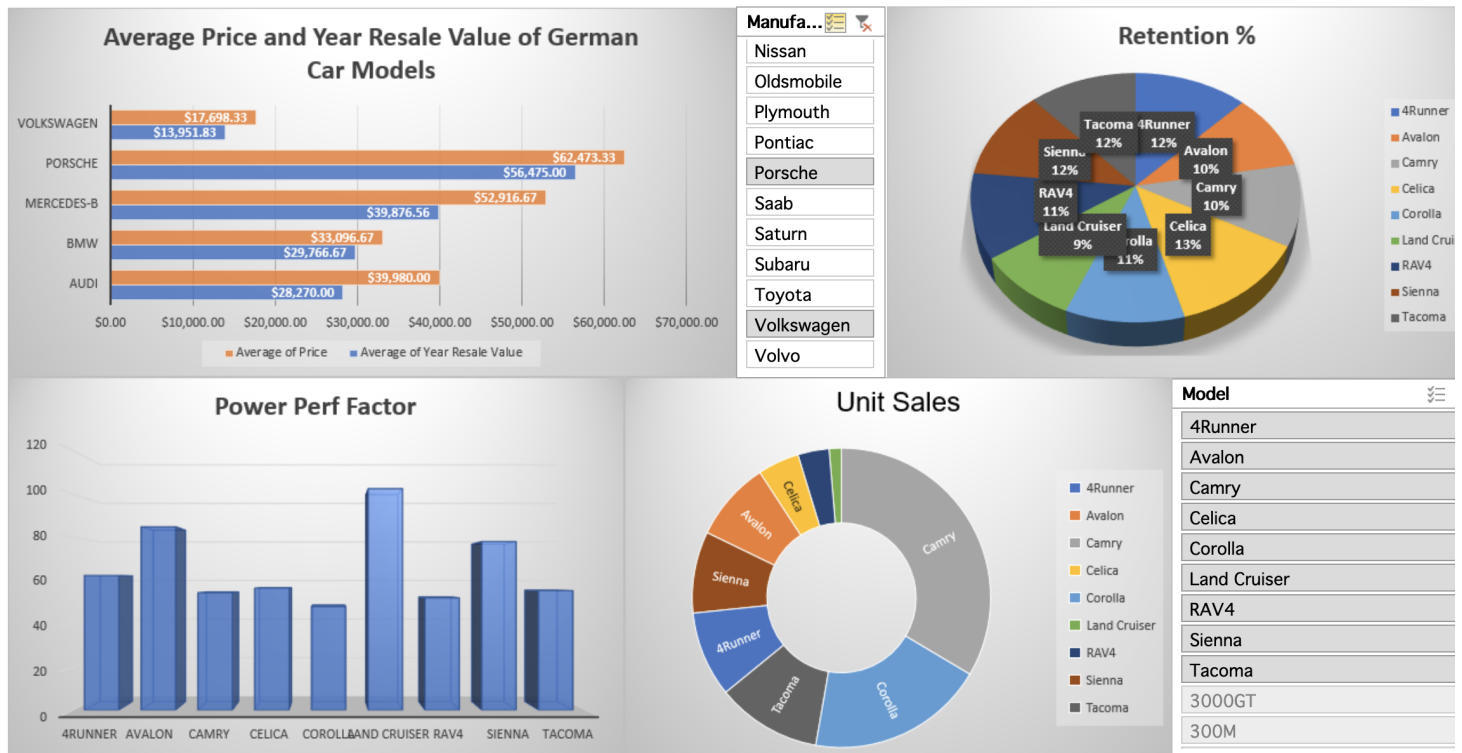 Average Price and Year Resale Value of German
Car Models
VOLKSWAGEN
$17,698.33
$13,951.83
PORSCHE
$62,473.33
$56,475.00
MERCEDES-B
$52,916.67
$39,876.56
BMW
$33,096.67
$29,766.67
AUDI
$39,980.00
$28,270.00
$0.00 $10,000.00 $20,000.00 $30,000.00 $40,000.00 $50,000.00 $60,000.00 $70,000.00
Average of Price Average of Year Resale Value
Manufa...
Nissan
Oldsmobile
Plymouth
Pontiac
Porsche
Saab
Saturn
Subaru
Toyota
Volkswagen
Volvo
Retention %
Tacoma
12%
4Runner
12%
Sienna
12%
Avalon
10%
RAV4
11%
Camry
10%
Land Cruiser
9%
rolla
11%
Celica
13%
4Runner
Avalon
Camry
Celica
Corolla
Land Crui
RAV4
Sienna
Tacoma
Power Perf Factor
120
100
80
60
40
20
0
4RUNNER AVALON CAMRY CELICA COROLLA LAND CRUISER RAV4 SIENNA TACOMA
Unit Sales
Celica
Avalon
Camry
Sienna
4Runner
Tacoma
Corolla
4Runner
Avalon
Camry
Celica
Corolla
Land Cruiser
RAV4
Sienna
Tacoma
Model
4Runner
Avalon
Camry
Celica
Corolla
Land Cruiser
RAV4
Sienna
Tacoma
3000GT
300M